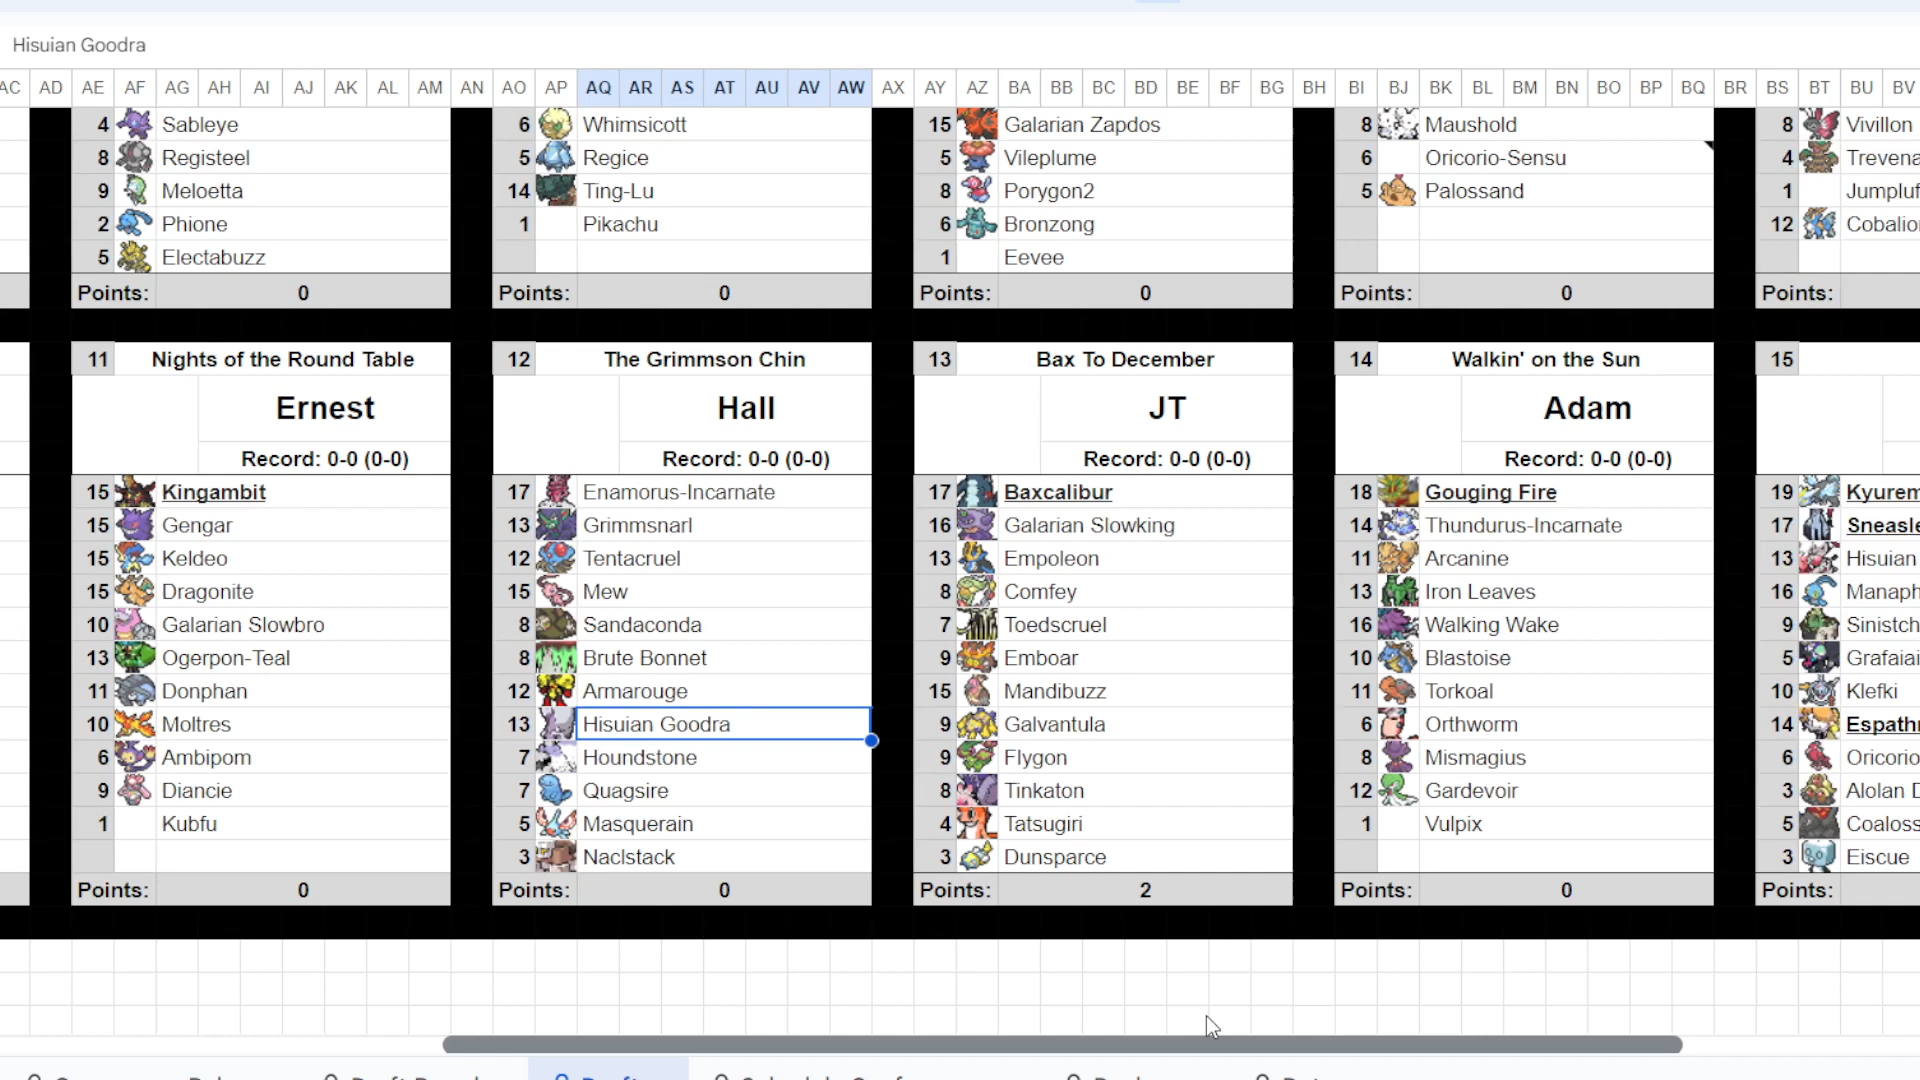 Hisuian Goodra
AC AD AE AF AG AH AI AJ AK AL AM AN AO AP AQ AR AS AT AU AV AW AX AY AZ BA BB BC BD BE BF BG BH BI BJ BK BL BM BN BO BP BQ BR BS BT BU BV
4 Sableye 6 Whimsicott 15 Galarian Zapdos 8 Maushold 8 Vivillon
8 Registeel 5 Regice 5 Vileplume 6 Oricorio-Sensu 4 Trevena
9 Meloetta 14 Ting-Lu 8 Porygon2 5 Palossand 1 Jumpluf
2 Phione 1 Pikachu 6 Bronzong 12 Cobalio
5 Electabuzz 1 Eevee
Points: 0 Points: 0 Points: 0 Points: 0 Points:
11 Nights of the Round Table 12 The Grimmson Chin 13 Bax To December 14 Walkin' on the Sun 15
Ernest Hall JT Adam
Record: 0-0 (0-0) Record: 0-0 (0-0) Record: 0-0 (0-0) Record: 0-0 (0-0)
15 Kingambit 17 Enamorus-Incarnate 17 Baxcalibur 18 Gouging Fire 19 Kyurem
15 Gengar 13 Grimmsnarl 16 Galarian Slowking 14 Thundurus-Incarnate 17 Sneasle
15 Keldeo 12 Tentacruel 13 Empoleon 11 Arcanine 13 Hisuian
15 Dragonite 15 Mew 8 Comfey 13 Iron Leaves 16 Manaph
10 Galarian Slowbro 8 Sandaconda 7 Toedscruel 16 Walking Wake 9 Sinistch
13 Ogerpon-Teal 8 Brute Bonnet 9 Emboar 10 Blastoise 5 Grafaiai
11 Donphan 12 Armarouge 15 Mandibuzz 11 Torkoal 10 Klefki
10 Moltres 13 Hisuian Goodra 9 Galvantula 6 Orthworm 14 Espathr
6 Ambipom 7 Houndstone 9 Flygon 8 Mismagius 6 Oricorio
9 Diancie 7 Quagsire 8 Tinkaton 12 Gardevoir 3 Alolan D
1 Kubfu 5 Masquerain 4 Tatsugiri 1 Vulpix 5 Coaloss
3 Naclstack 3 Dunsparce 3 Eiscue
Points: 0 Points: 0 Points: 2 Points: 0 Points: